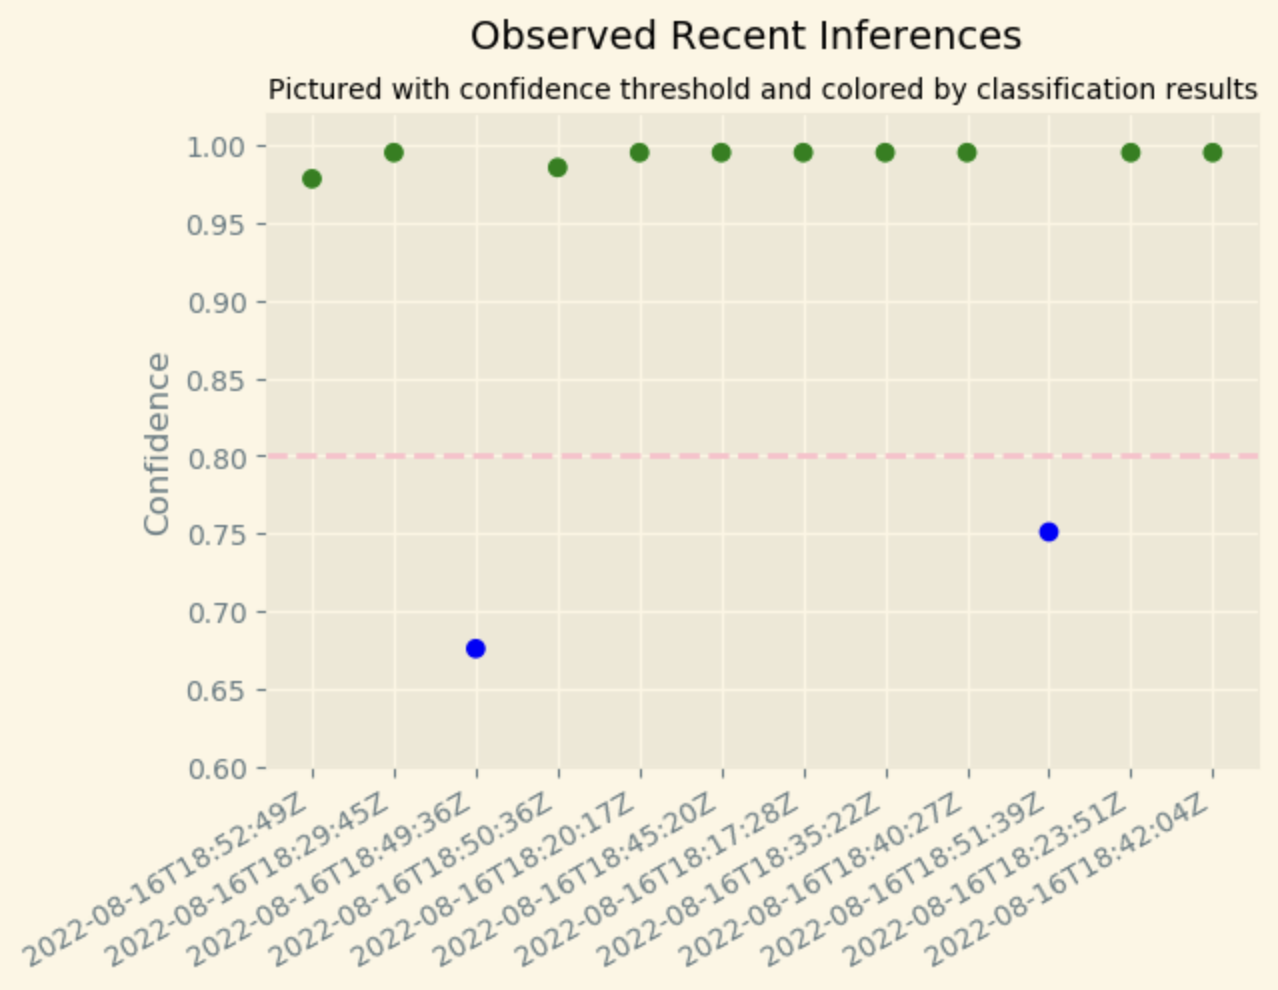 Observed Recent Inferences
Pictured with confidence threshold and colored by classification results
1.00
0.95
0.90
0.85
0.80
0.75
0.70
0.65
0.60
Confidence
2022-08-16T18:52:49Z
2022-08-16T18:29:45Z
2022-08-16T18:49:36Z
2022-08-16T18:50:36Z
2022-08-16T18:20:17Z
2022-08-16T18:45:20Z
2022-08-16T18:17:28Z
2022-08-16T18:35:22Z
2022-08-16T18:40:27Z
2022-08-16T18:51:39Z
2022-08-16T18:23:51Z
2022-08-16T18:42:04Z